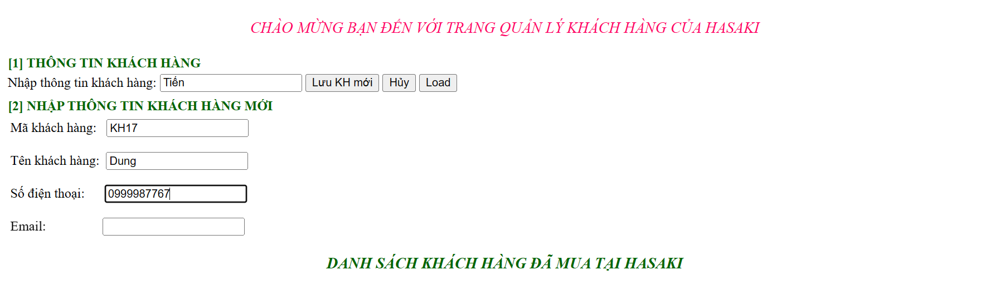 CHÀO MỪNG BẠN ĐẾN VỚI TRANG QUẢN LÝ KHÁCH HÀNG CỦA HASAKI
[1] THÔNG TIN KHÁCH HÀNG
Nhập thông tin khách hàng: Tiến Lưu KH mới Hủy Load
[2] NHẬP THÔNG TIN KHÁCH HÀNG MỚI
Mã khách hàng: KH17
Tên khách hàng: Dung
Số điện thoại: 0999987767
Email:
DANH SÁCH KHÁCH HÀNG ĐÃ MUA TẠI HASAKI